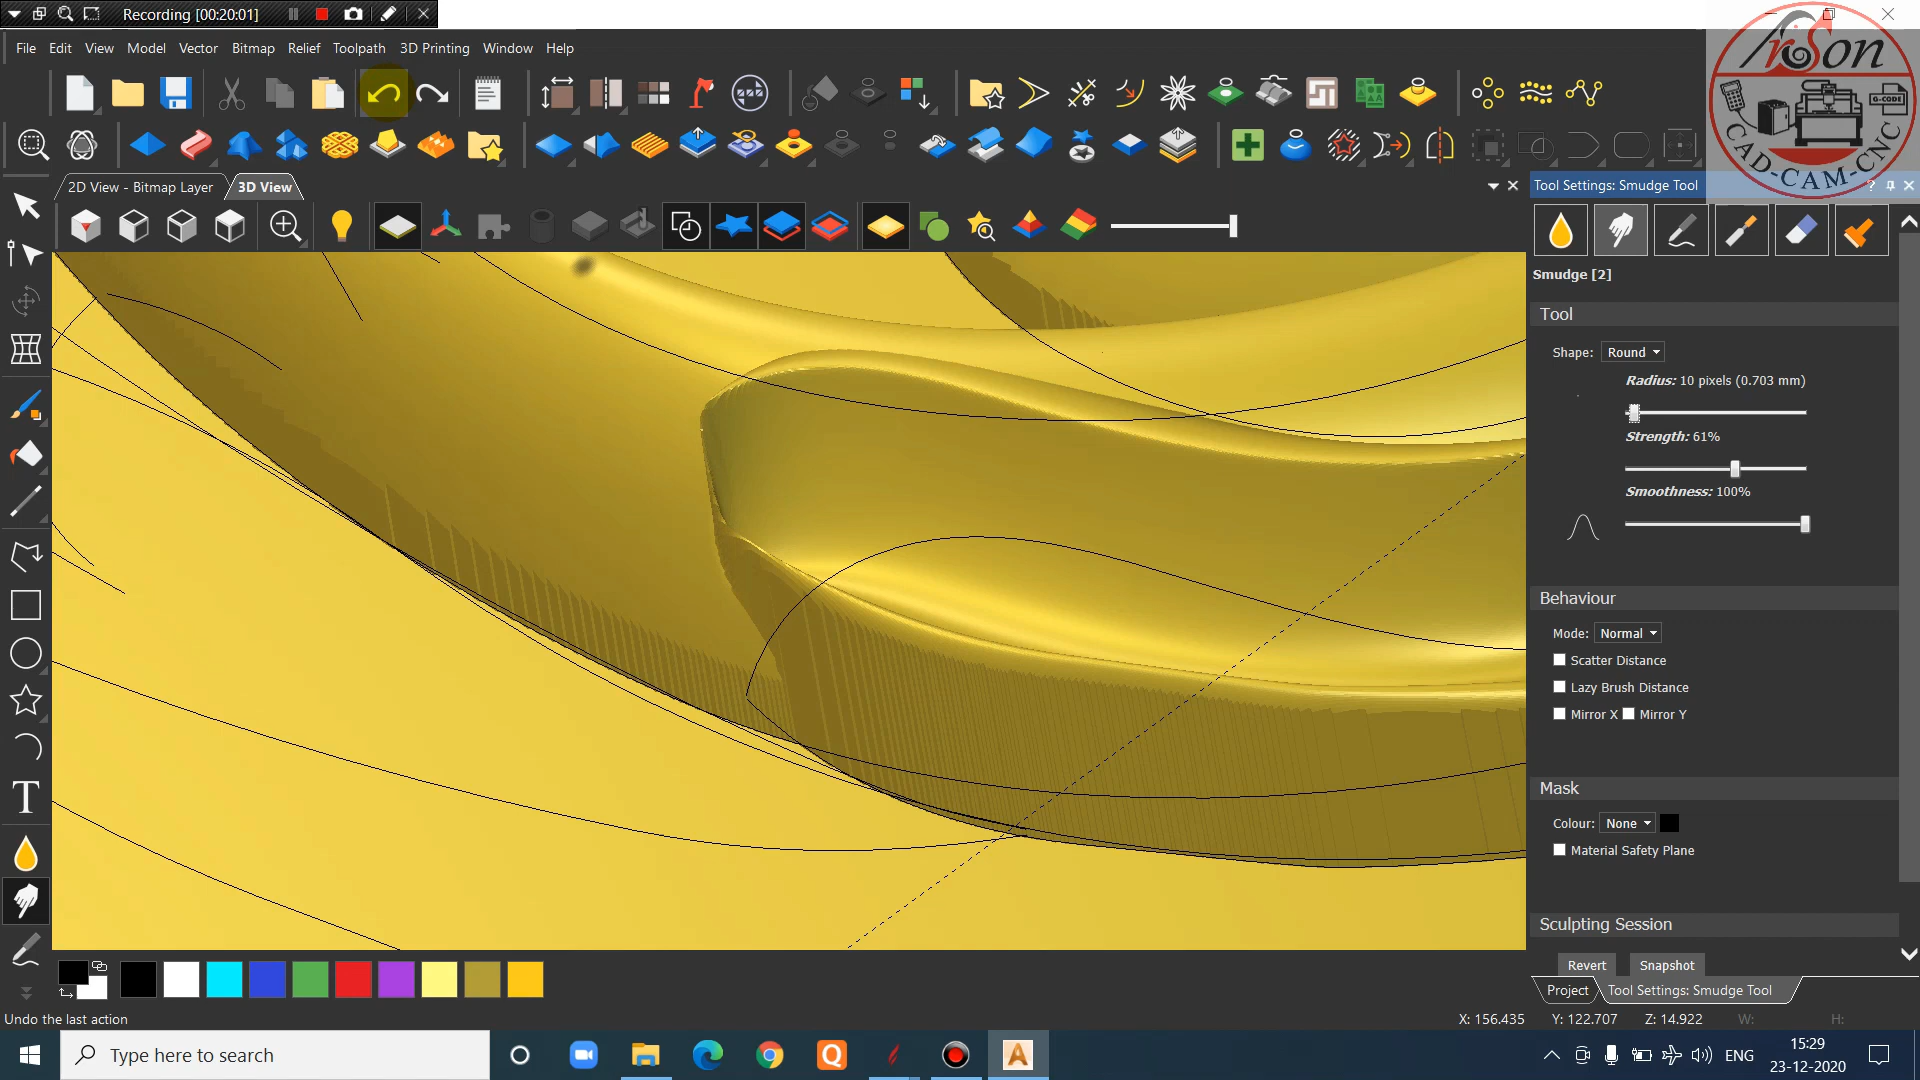 Recording [00:20:01]
File Edit View Model Vector Bitmap Relief Toolpath 3D Printing Window Help
ArSon
G-CODE
CAD-CAM-CNC
2D View - Bitmap Layer 3D View
Tool Settings: Smudge Tool
Smudge [2]
Tool
Shape: Round
Radius: 10 pixels (0.703 mm)
Strength: 61%
Smoothness: 100%
Behaviour
Mode: Normal
Scatter Distance
Lazy Brush Distance
Mirror X Mirror Y
Mask
Colour: None
Material Safety Plane
Sculpting Session
Revert Snapshot
Project Tool Settings: Smudge Tool
Undo the last action
X: 156.435 Y: 122.707 Z: 14.922 W: H:
Type here to search
ENG
15:29
23-12-2020